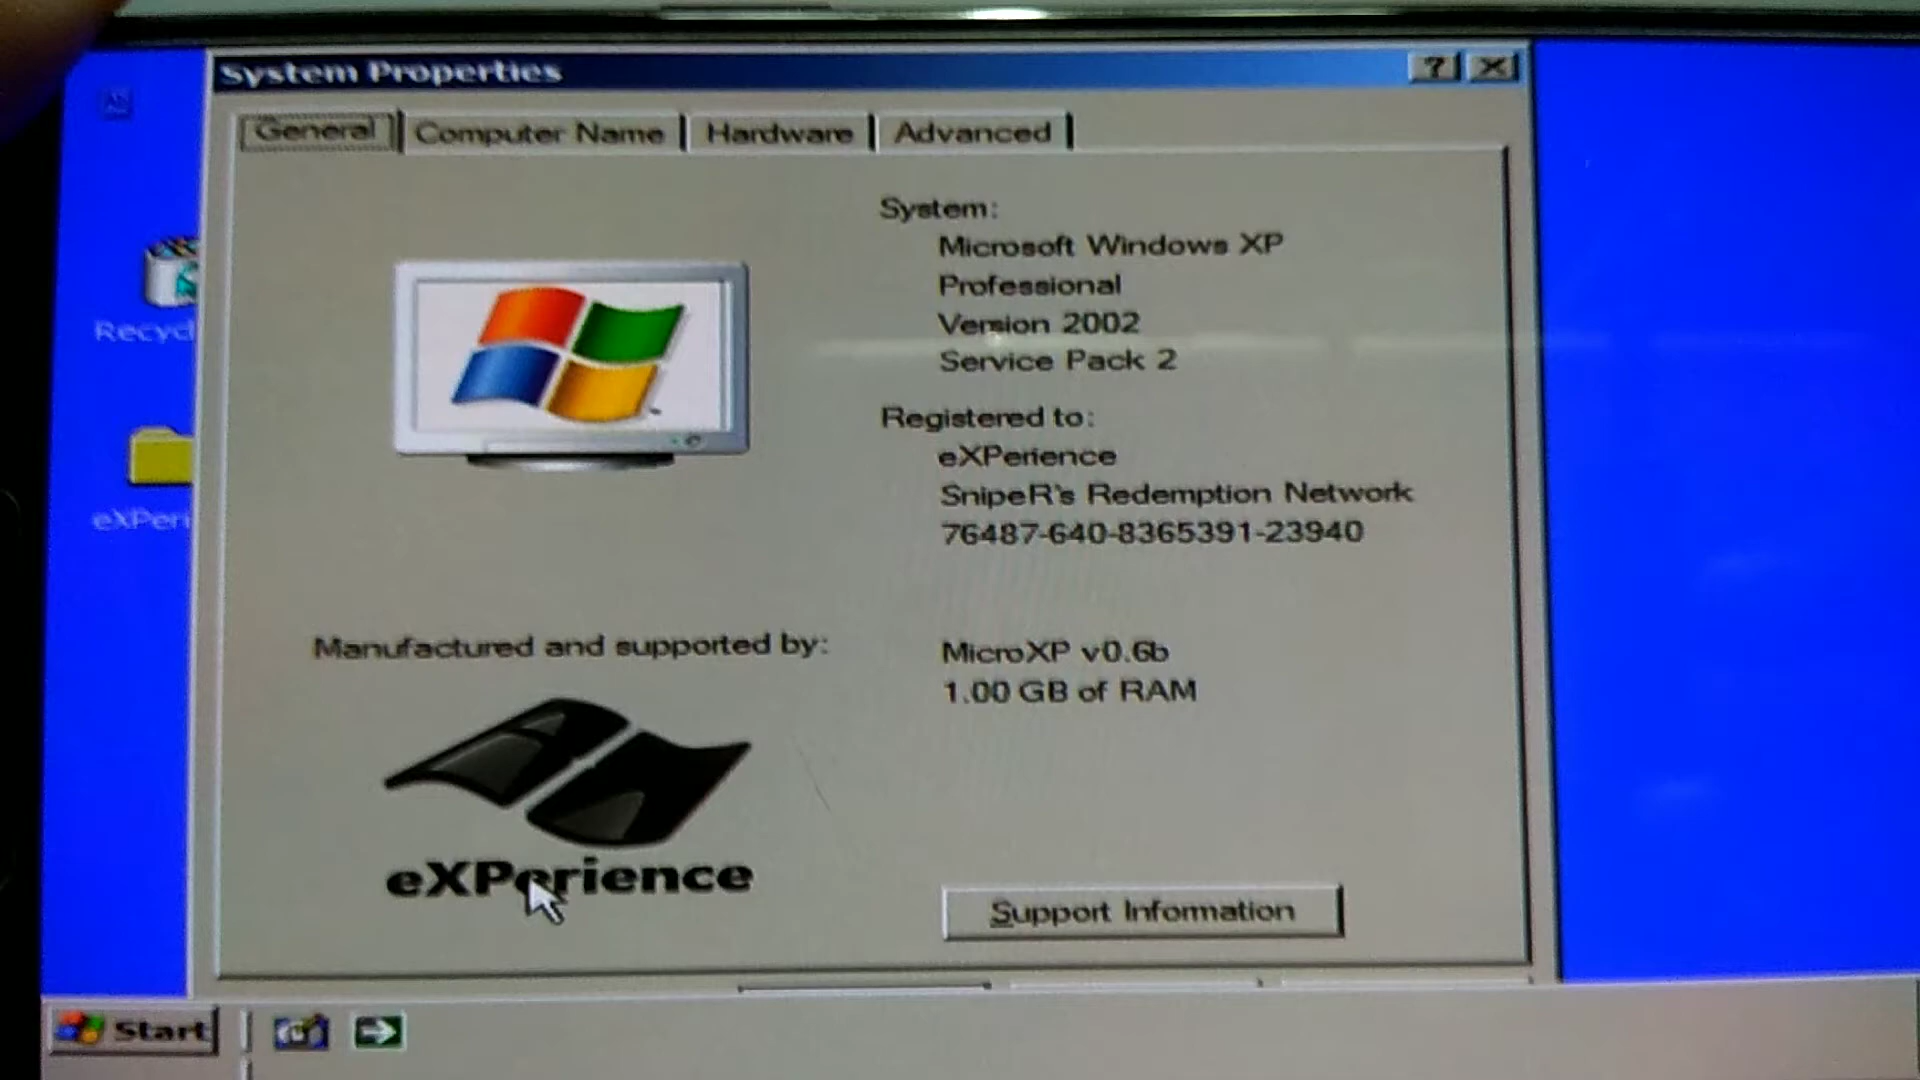 System Properties
General
Computer Name
Hardware
Advanced
System:
Microsoft Windows XP
Professional
Version 2002
Service Pack 2
Registered to:
eXPerience
SnipeR's Redemption Network
76487-640-8365391-23940
Manufactured and supported by:
MicroXP v0.6b
1.00 GB of RAM
eXPerience
Support Information
Recycl
eXPeri
Start